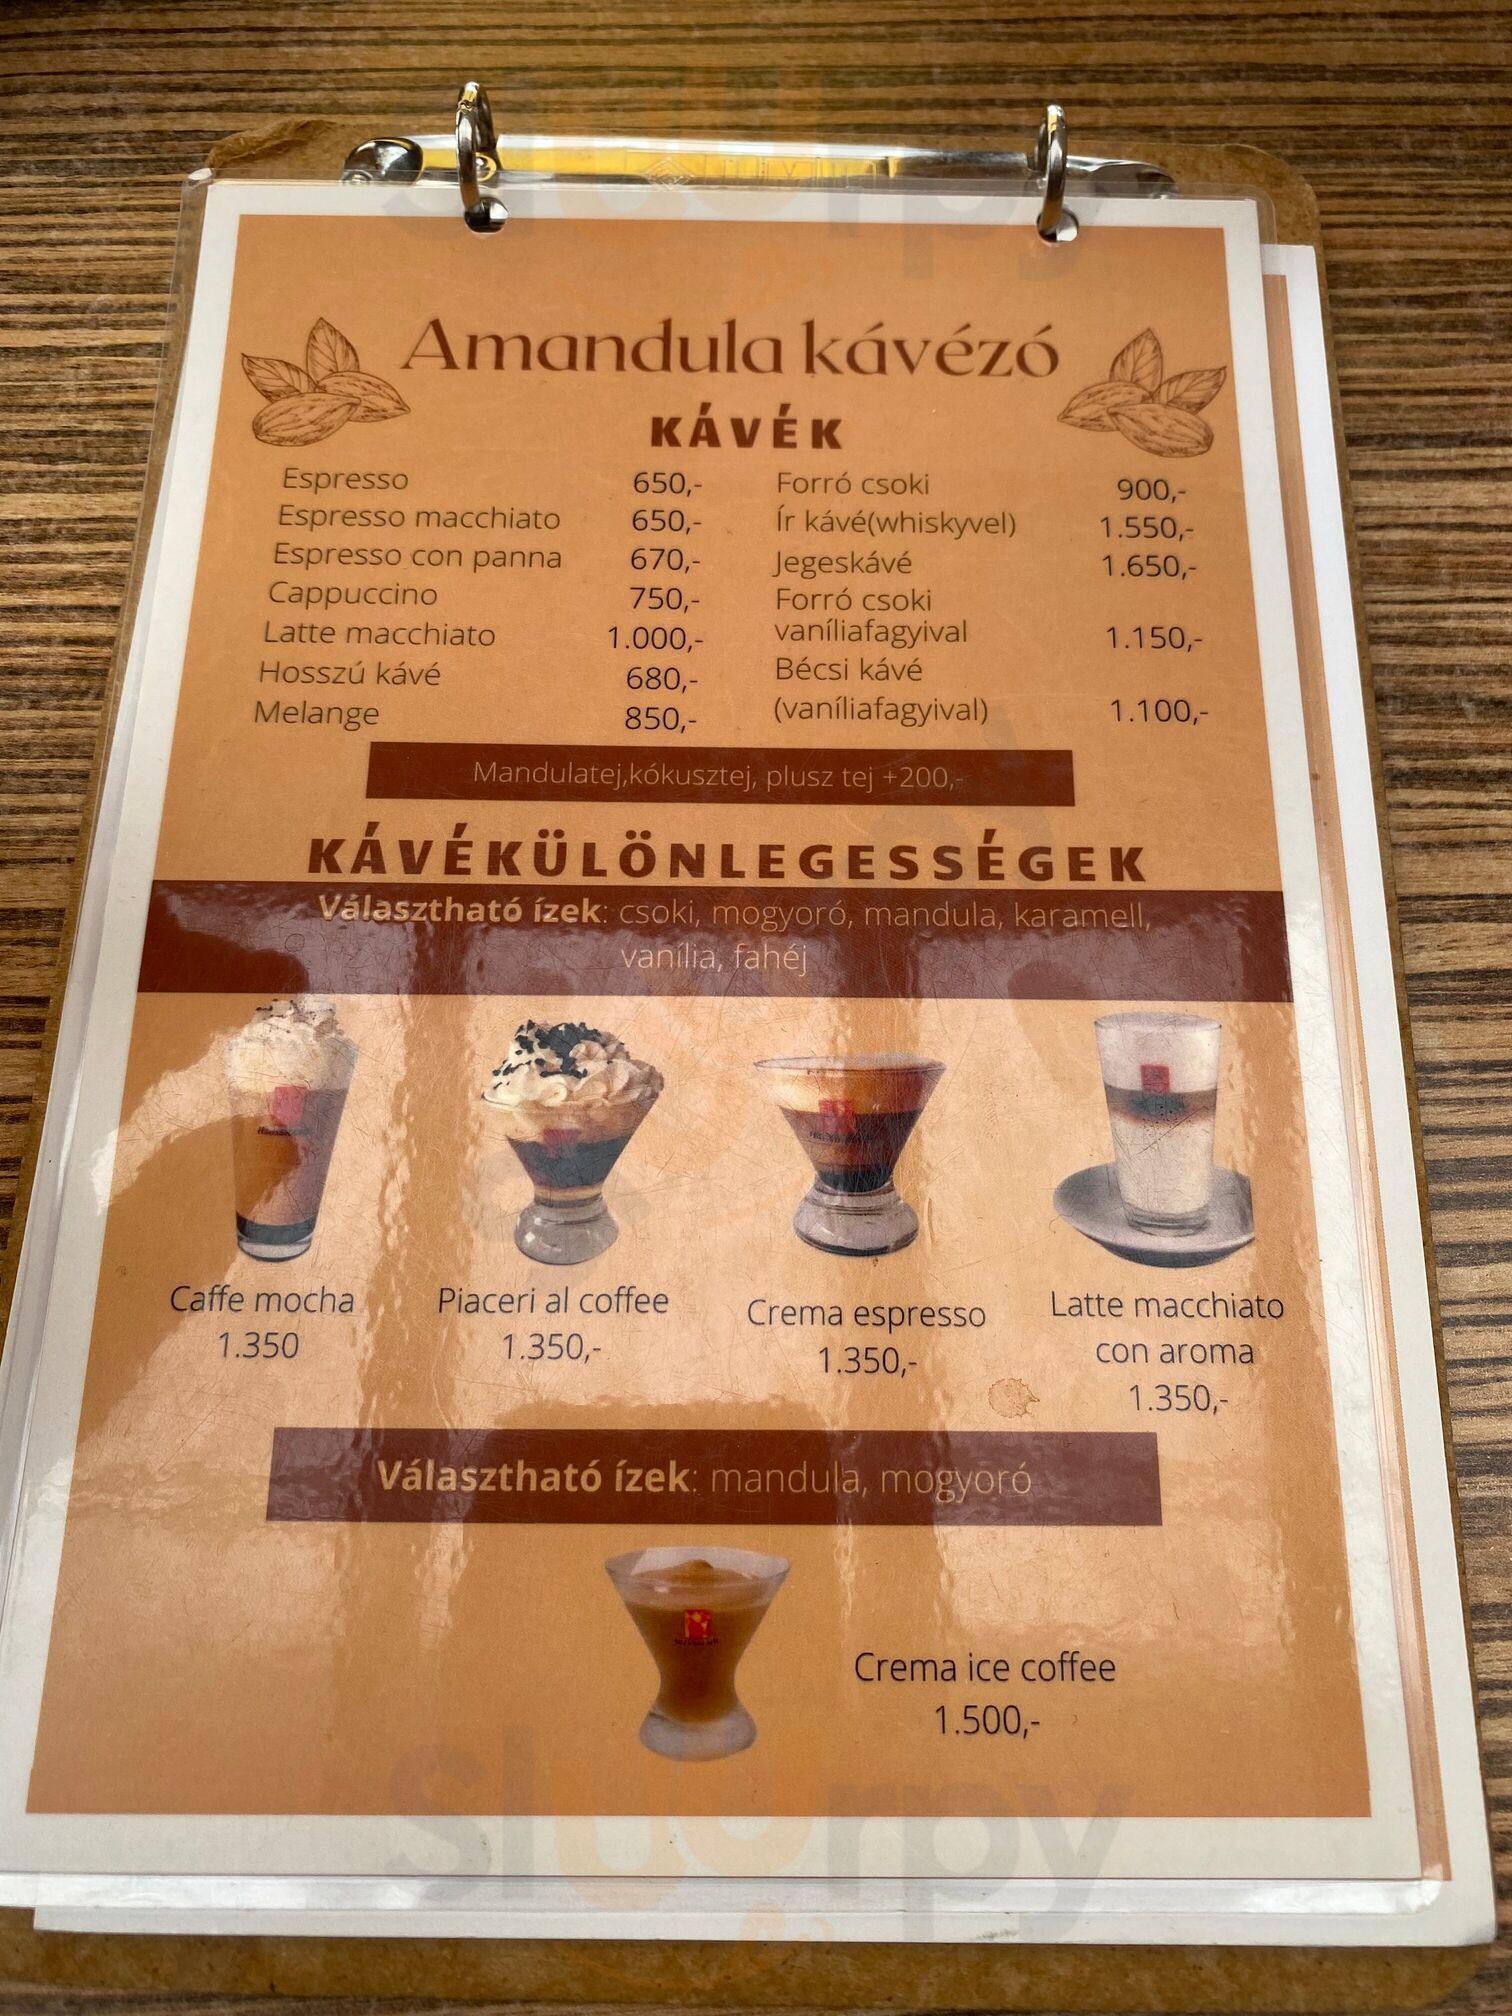 Amandula kávézó
KÁVÉK
Espresso 650,-
Espresso macchiato 650,-
Espresso con panna 670,-
Cappuccino 750,-
Latte macchiato 1.000,-
Hosszú kávé 680,-
Melange 850,-
Forró csoki 900,-
Ír kávé(whiskyvel) 1.550,-
Jegeskávé 1.650,-
Forró csoki
vaníliafagyival 1.150,-
Bécsi kávé
(vaníliafagyival) 1.100,-
Mandulatej,kókusztej, plusz tej +200,-
KÁVÉKÜLÖNLEGESSÉGEK
Választható ízek: csoki, mogyoró, mandula, karamell,
vanília, fahéj
Caffe mocha
1.350
Piaceri al coffee
1.350,-
Crema espresso
1.350,-
Latte macchiato
con aroma
1.350,-
Választható ízek: mandula, mogyoró
Crema ice coffee
1.500,-
sluurpy
sluurpy